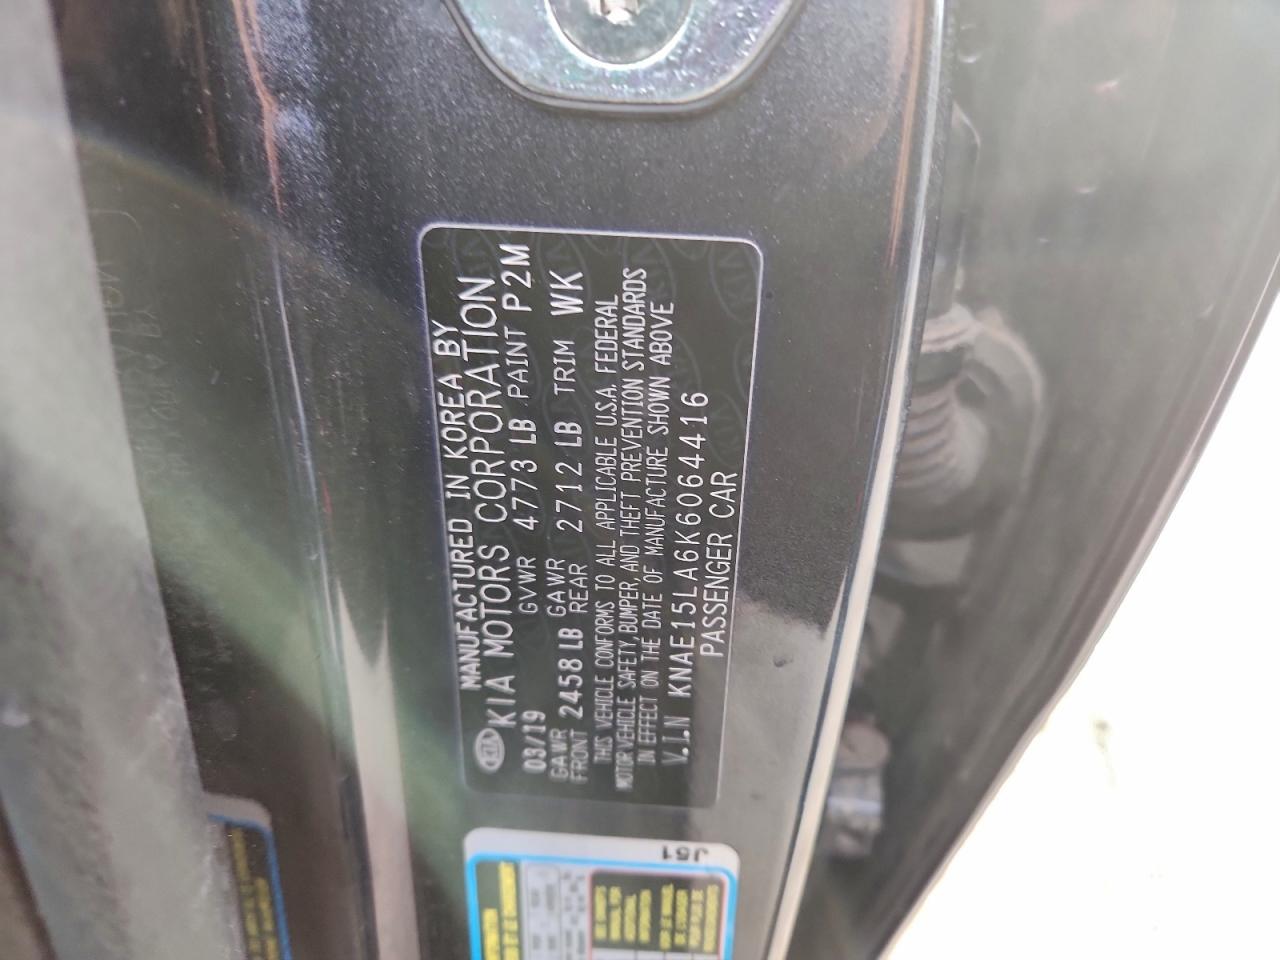 MANUFACTURED IN KOREA BY
KIA KIA MOTORS CORPORATION
03/19 GVWR 4773 LB PAINT P2M
GAWR FRONT 2458 LB GAWR REAR 2712 LB TRIM WK
THIS VEHICLE CONFORMS TO ALL APPLICABLE U.S.A. FEDERAL
MOTOR VEHICLE SAFETY, BUMPER, AND THEFT PREVENTION STANDARDS
IN EFFECT ON THE DATE OF MANUFACTURE SHOWN ABOVE
V.I.N KNAE15LA6K6064416
PASSENGER CAR
J51